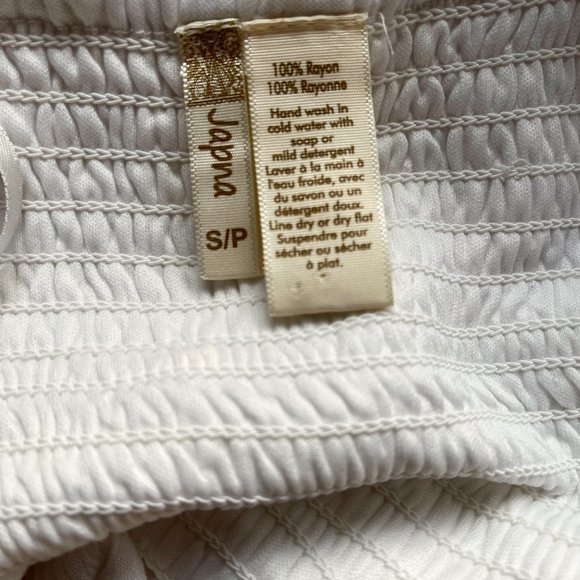 Japna
S/P
100% Rayon
100% Rayonne
Hand wash in
cold water with
soap or
mild detergent
Laver à la main à
l'eau froide, avec
du savon ou un
détergent doux.
Line dry or dry flat
Suspendre pour
sécher ou sécher
à plat.